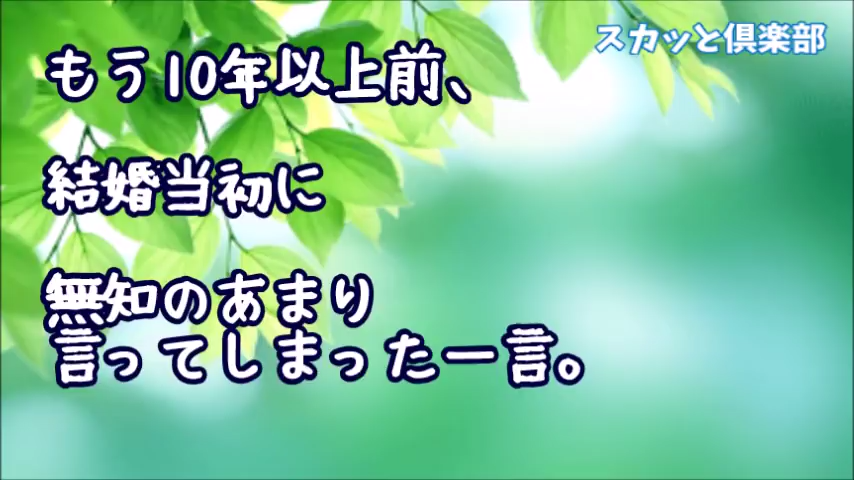 スカッと倶楽部
もう10年以上前、
結婚当初に
無知のあまり
言ってしまった一言。